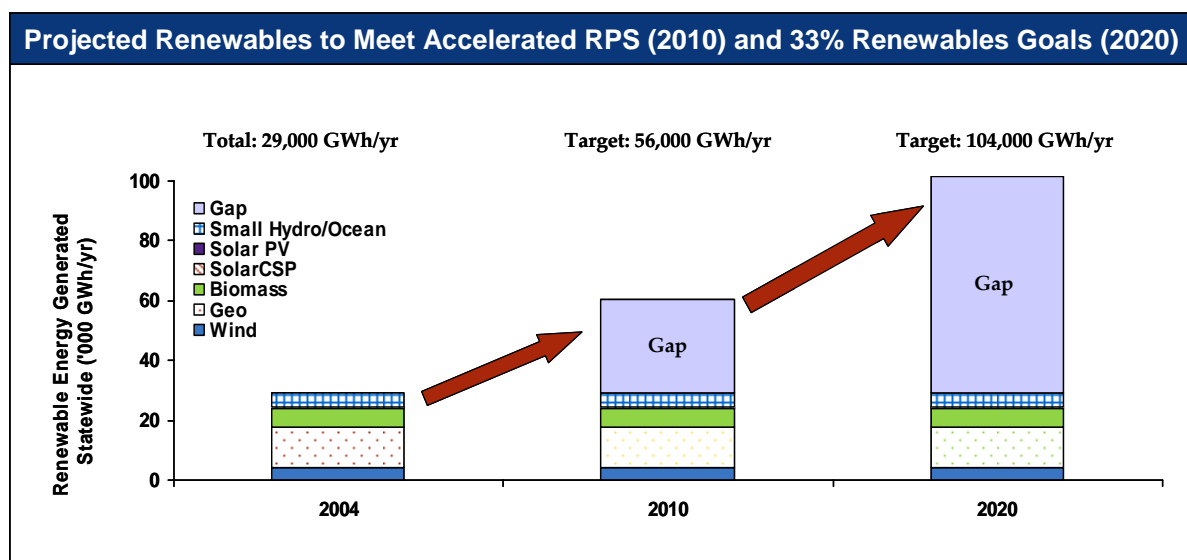 Projected Renewables to Meet Accelerated RPS (2010) and 33% Renewables Goals (2020)
Total: 29,000 GWh/yr
Target: 56,000 GWh/yr
Target: 104,000 GWh/yr
Renewable Energy Generated
Statewide ('000 GWh/yr)
100
80
60
40
20
0
Gap
Small Hydro/Ocean
Solar PV
SolarCSP
Biomass
Geo
Wind
Gap
Gap
2004
2010
2020